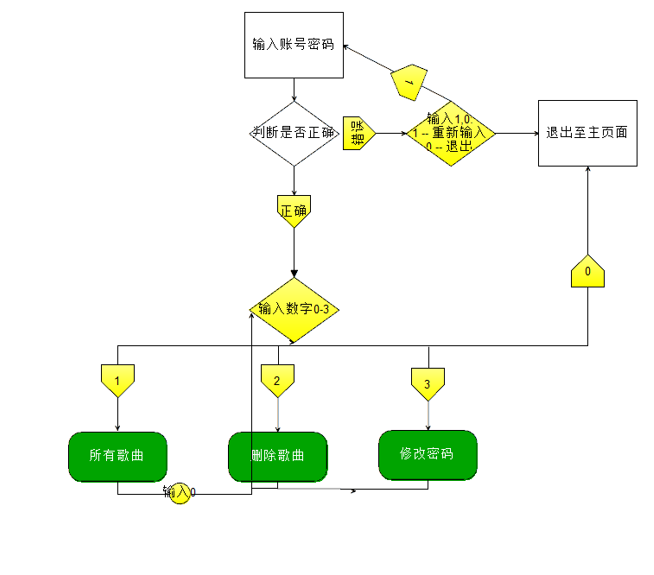 输入账号密码
1
判断是否正确
错误
输入1,0.
1 -- 重新输入
0 -- 退出
退出至主页面
正确
0
输入数字0-3
1
2
3
所有歌曲
删除歌曲
修改密码
输入0